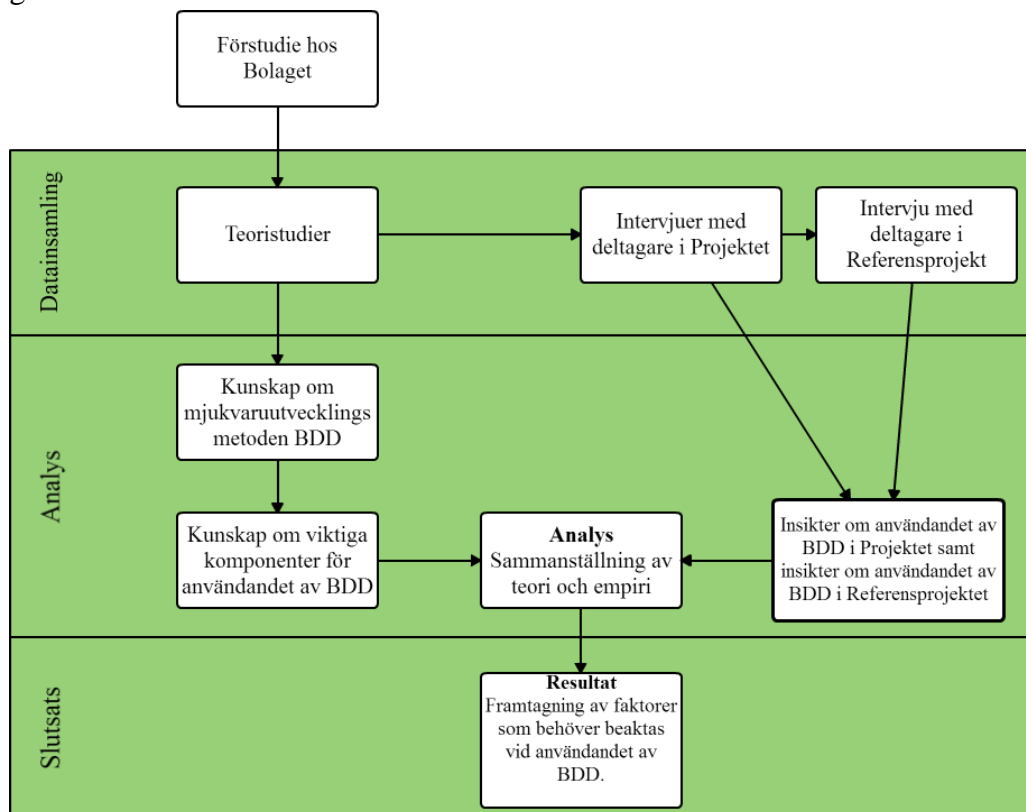 g
Förstudie hos
Bolaget
Datainsamling
Teoristudier
Intervjuer med
deltagare i Projektet
Intervju med
deltagare i
Referensprojekt
Analys
Kunskap om
mjukvaruutvecklings
metoden BDD
Kunskap om viktiga
komponenter för
användandet av BDD
Analys
Sammanställning av
teori och empiri
Insikter om användandet av
BDD i Projektet samt
insikter om användandet av
BDD i Referensprojektet
Slutsats
Resultat
Framtagning av faktorer
som behöver beaktas
vid användandet av
BDD.